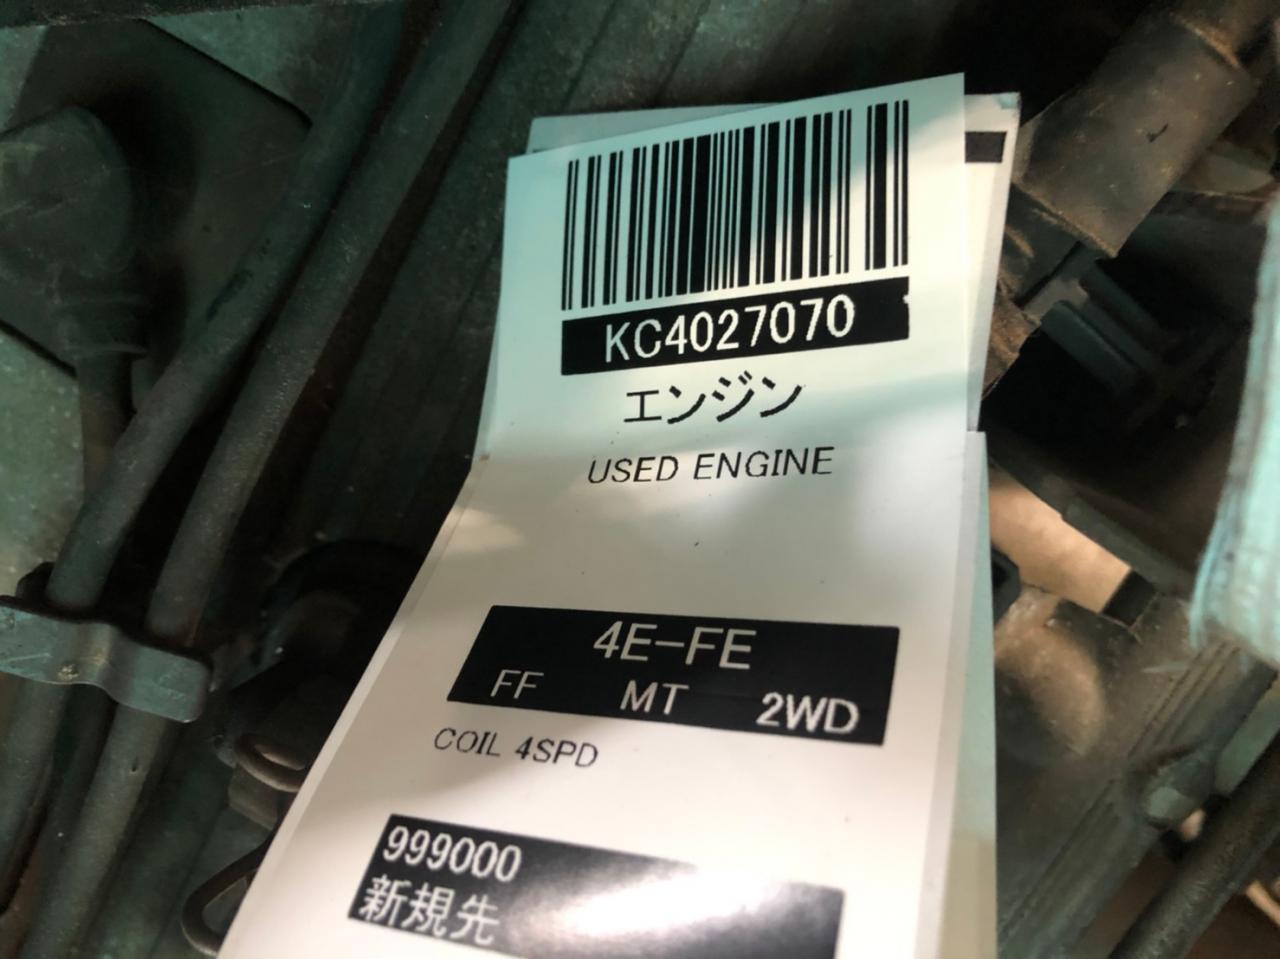 KC4027070
エンジン
USED ENGINE
4E-FE
FF MT 2WD
COIL 4SPD
999000
新規先